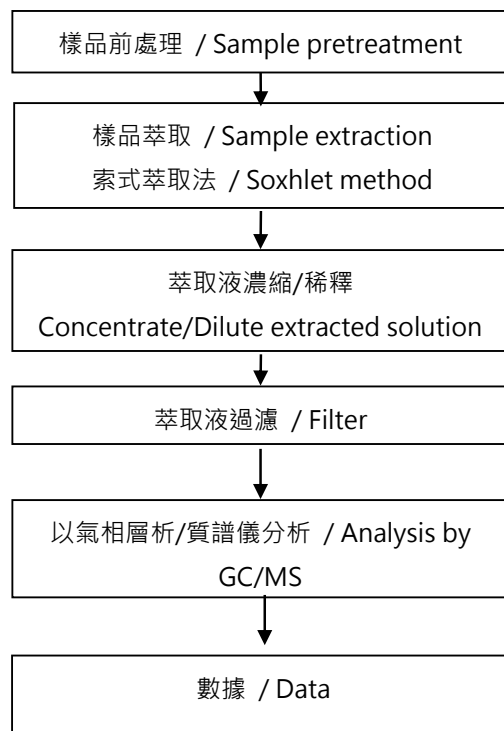 樣品前處理 / Sample pretreatment
樣品萃取 / Sample extraction
索式萃取法 / Soxhlet method
萃取液濃縮/稀釋
Concentrate/Dilute extracted solution
萃取液過濾 / Filter
以氣相層析/質譜儀分析 / Analysis by
GC/MS
數據 / Data